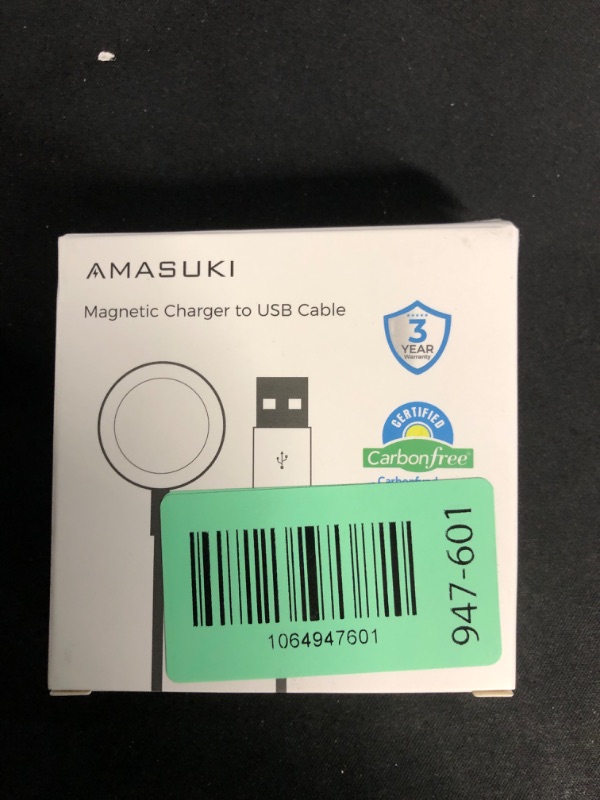 AMASUKI
Magnetic Charger to USB Cable
3
YEAR
Warranty
CERTIFIED
Carbonfree®
1064947601
947-601